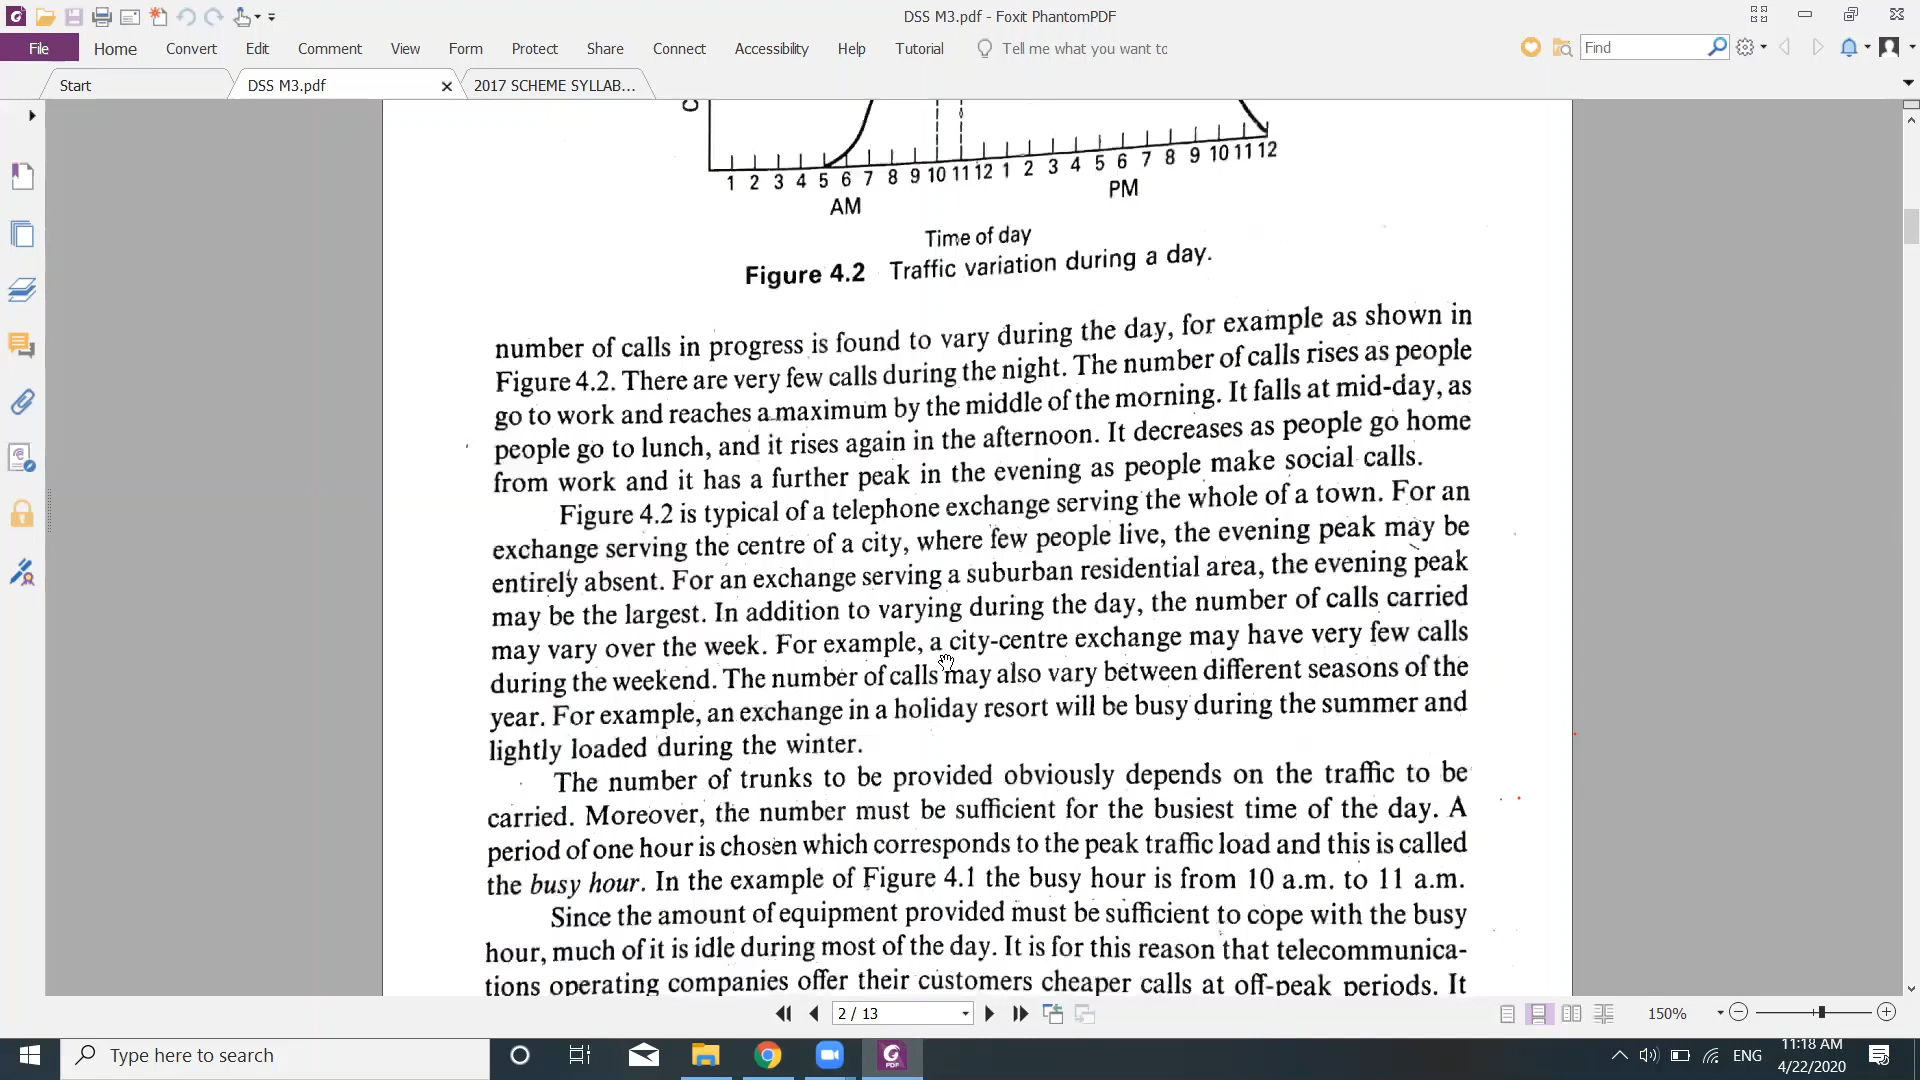 DSS M3.pdf - Foxit PhantomPDF
File Home Convert Edit View Comment Form Protect Share Connect Accessibility Help Tutorial Tell me what you want to Find
Start DSS M3.pdf 2017 SCHEME SYLLAB...
C
1 2 3 4 5 6 7 8 9 10 11 12 1 2 3 4 5 6 7 8 9 10 11 12
AM PM
Time of day
Figure 4.2 Traffic variation during a day.
number of calls in progress is found to vary during the day, for example as shown in
Figure 4.2. There are very few calls during the night. The number of calls rises as people
go to work and reaches a maximum by the middle of the morning. It falls at mid-day, as
people go to lunch, and it rises again in the afternoon. It decreases as people go home
from work and it has a further peak in the evening as people make social calls.
Figure 4.2 is typical of a telephone exchange serving the whole of a town. For an
exchange serving the centre of a city, where few people live, the evening peak may be
entirely absent. For an exchange serving a suburban residential area, the evening peak
may be the largest. In addition to varying during the day, the number of calls carried
may vary over the week. For example, a city-centre exchange may have very few calls
during the weekend. The number of calls may also vary between different seasons of the
year. For example, an exchange in a holiday resort will be busy during the summer and
lightly loaded during the winter.
The number of trunks to be provided obviously depends on the traffic to be
carried. Moreover, the number must be sufficient for the busiest time of the day. A
period of one hour is chosen which corresponds to the peak traffic load and this is called
the busy hour. In the example of Figure 4.1 the busy hour is from 10 a.m. to 11 a.m.
Since the amount of equipment provided must be sufficient to cope with the busy
hour, much of it is idle during most of the day. It is for this reason that telecommunica-
tions operating companies offer their customers cheaper calls at off-peak periods. It
2 / 13 150%
Type here to search ENG 11:18 AM
4/22/2020